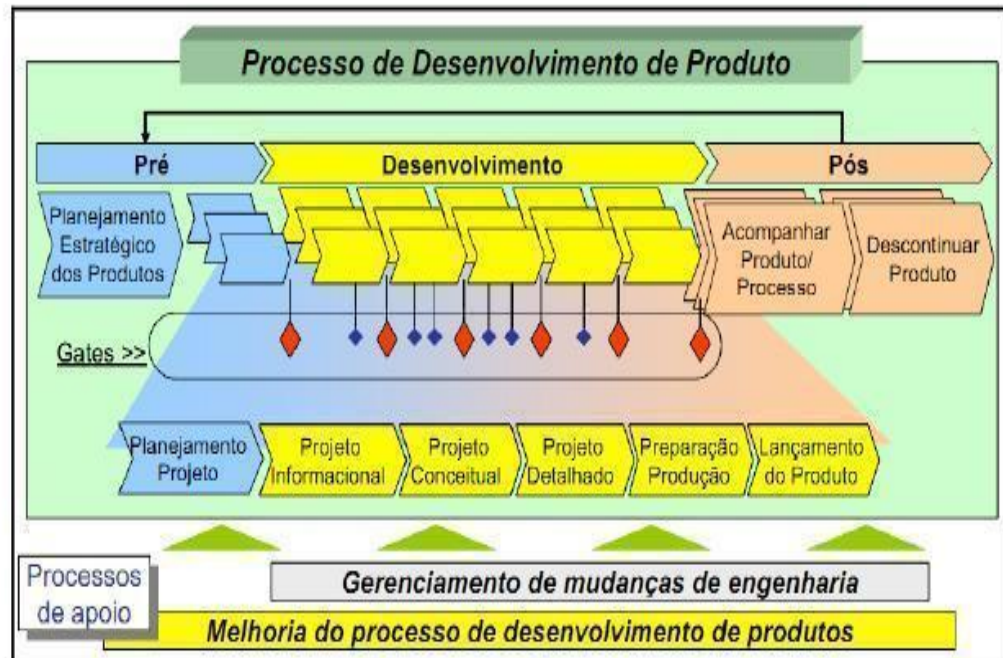 Processo de Desenvolvimento de Produto
Pré
Desenvolvimento
Pós
Planejamento
Estratégico
dos Produtos
Acompanhar
Produto/
Processo
Descontinuar
Produto
Gates >>
Planejamento
Projeto
Projeto
Informacional
Projeto
Conceitual
Projeto
Detalhado
Preparação
Produção
Lançamento
do Produto
Processos
de apoio
Gerenciamento de mudanças de engenharia
Melhoria do processo de desenvolvimento de produtos